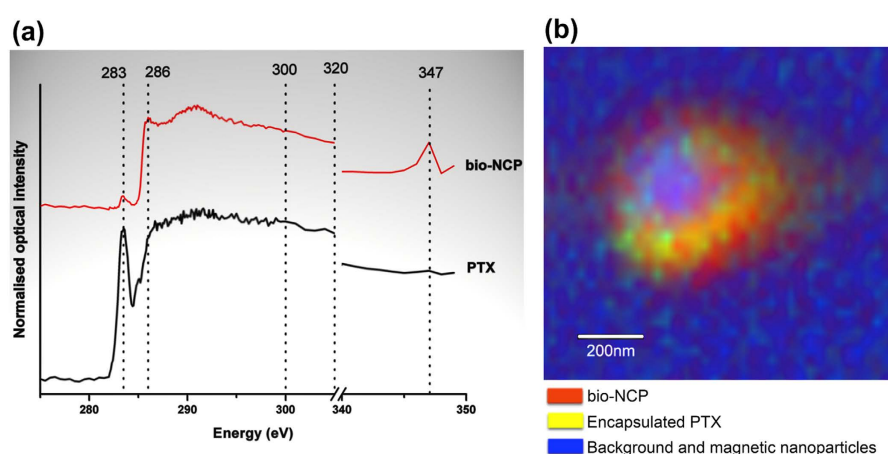 (a)
283 286 300 320 347
Normalised optical intensity
bio-NCP
PTX
280 290 300 340 350
Energy (eV)
(b)
200nm
bio-NCP
Encapsulated PTX
Background and magnetic nanoparticles